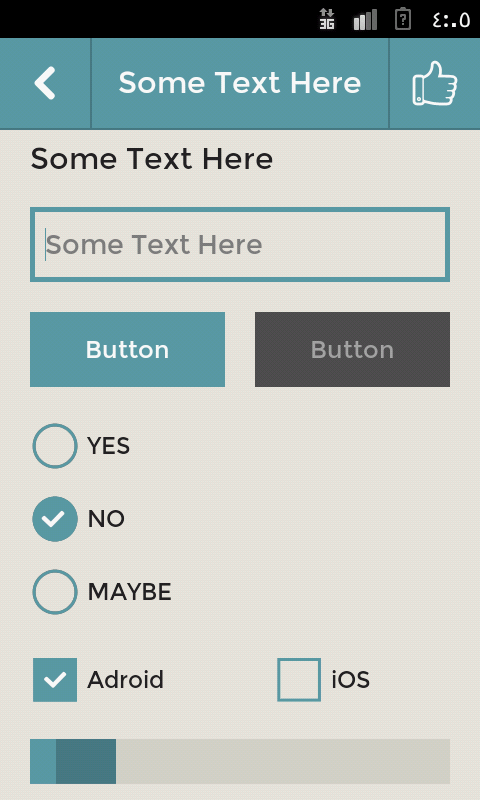 3G ? ٤:٠٥
Some Text Here
Some Text Here
Some Text Here
Button Button
YES
NO
MAYBE
Adroid iOS